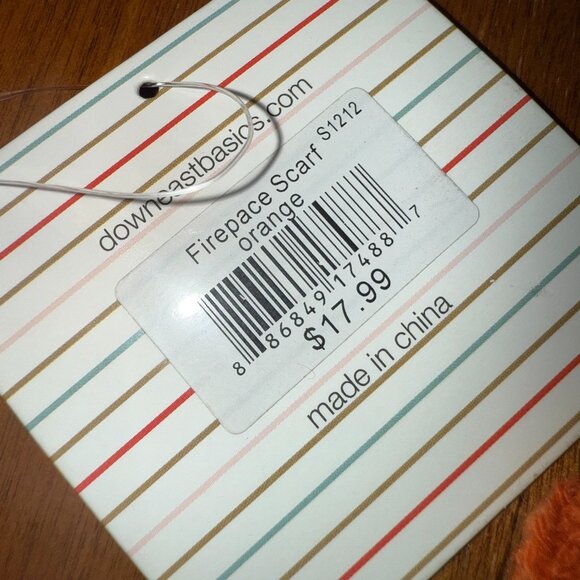 downeastbasics.com
Firepace Scarf S1212
orange
8 86849 17488 7
$17.99
made in china